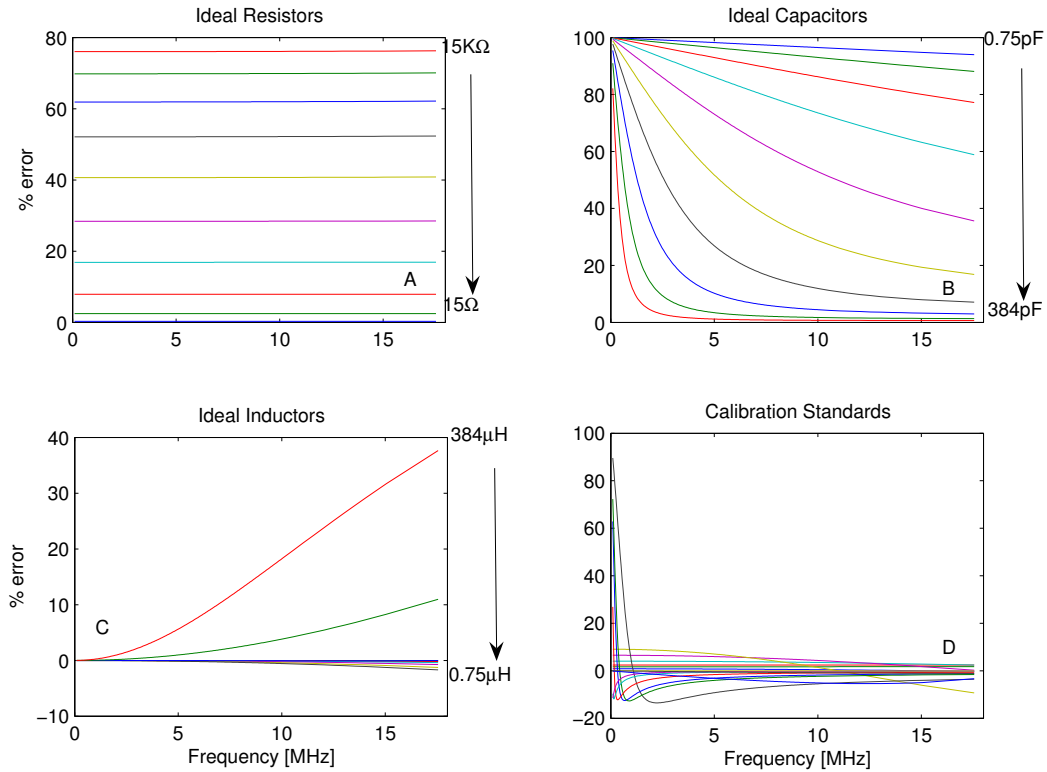 Ideal Resistors
80
60
40
20
0
% error
15KΩ
15Ω
A
0 5 10 15
Ideal Capacitors
100
80
60
40
20
0
0.75pF
384pF
B
0 5 10 15
Ideal Inductors
40
30
20
10
0
−10
% error
384μH
0.75μH
C
0 5 10 15
Frequency [MHz]
Calibration Standards
100
80
60
40
20
0
−20
D
0 5 10 15
Frequency [MHz]